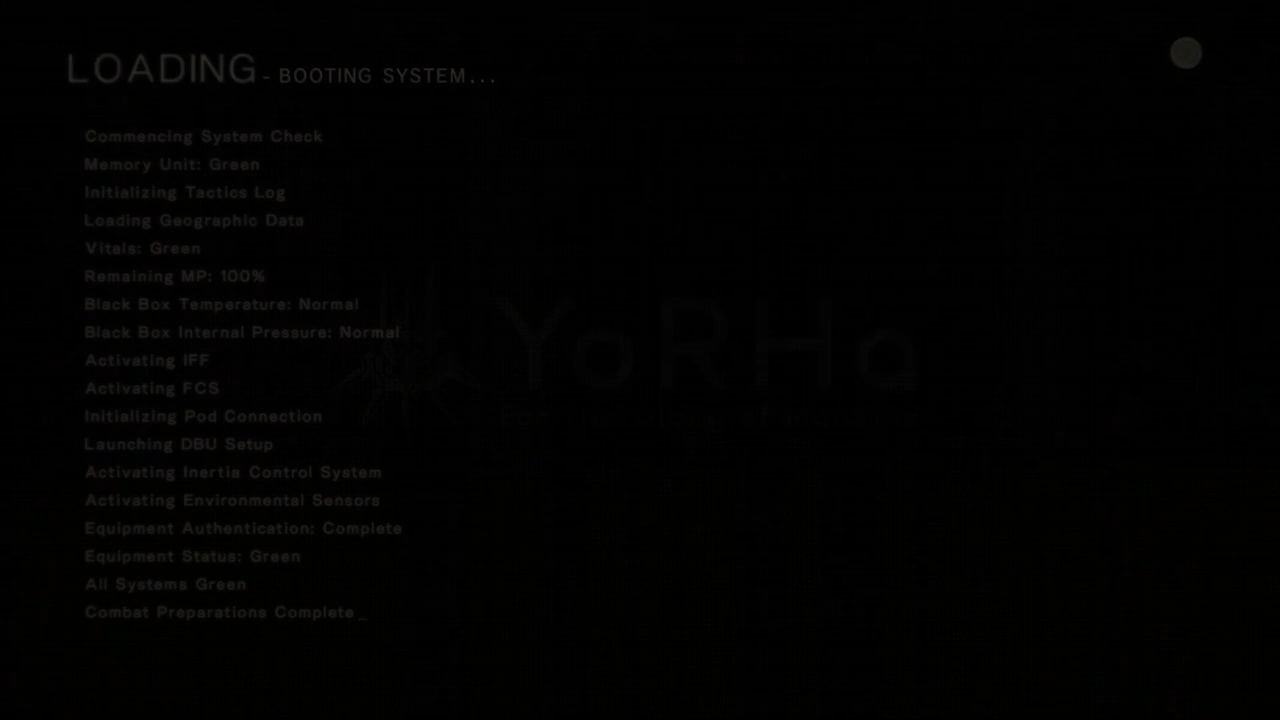 LOADING - BOOTING SYSTEM...
Commencing System Check
Memory Unit: Green
Initializing Tactics Log
Loading Geographic Data
Vitals: Green
Remaining MP: 100%
Black Box Temperature: Normal
Black Box Internal Pressure: Normal
Activating IFF
Activating FCS
Initializing Pod Connection
Launching DBU Setup
Activating Inertia Control System
Activating Environmental Sensors
Equipment Authentication: Complete
Equipment Status: Green
All Systems Green
Combat Preparations Complete_
YoRHa